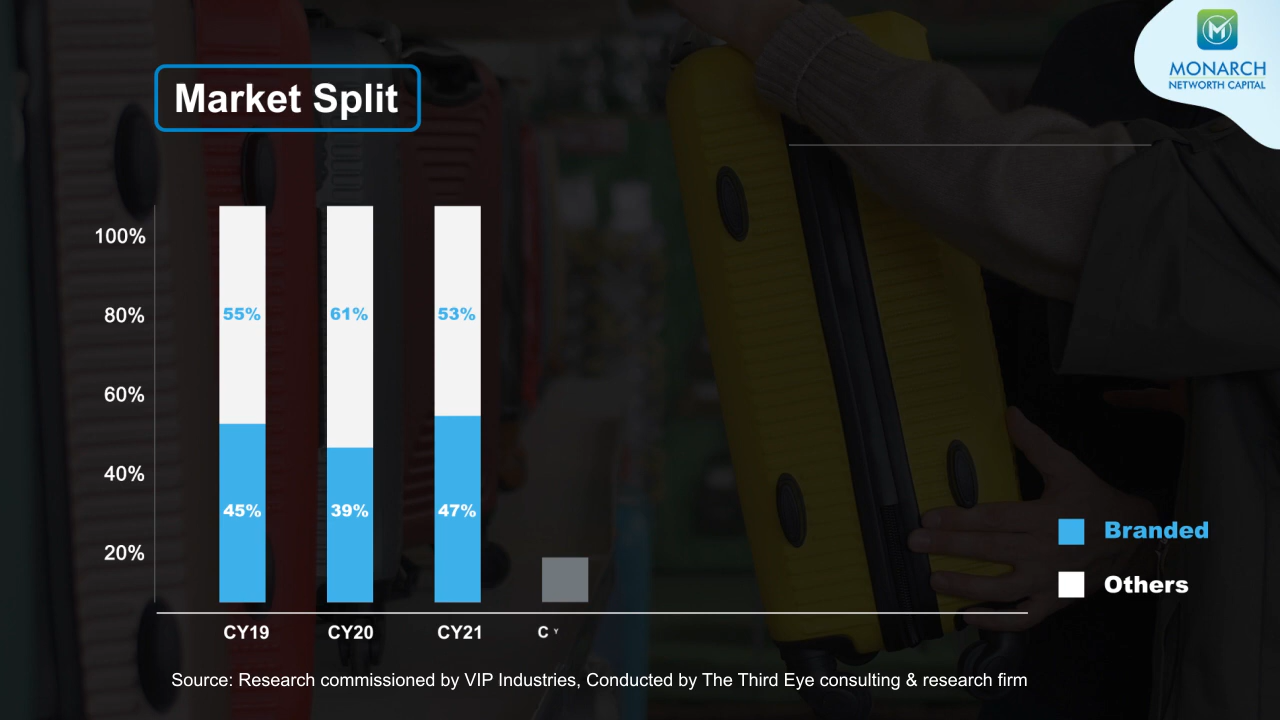 MONARCH
NETWORTH CAPITAL
Market Split
100%
80%
60%
40%
20%
55%
61%
53%
45%
39%
47%
Branded
Others
CY19
CY20
CY21
C Y
Source: Research commissioned by VIP Industries, Conducted by The Third Eye consulting & research firm